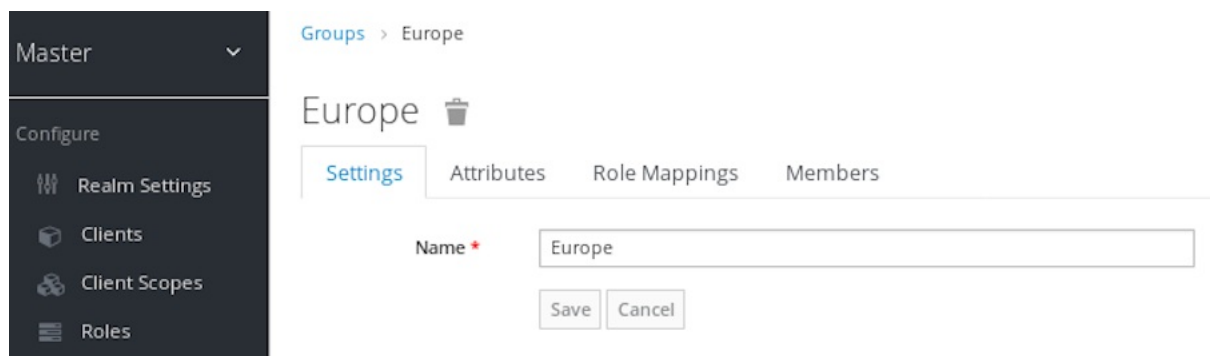 Master
Configure
Realm Settings
Clients
Client Scopes
Roles
Groups > Europe
Europe
Settings Attributes Role Mappings Members
Name * Europe
Save Cancel